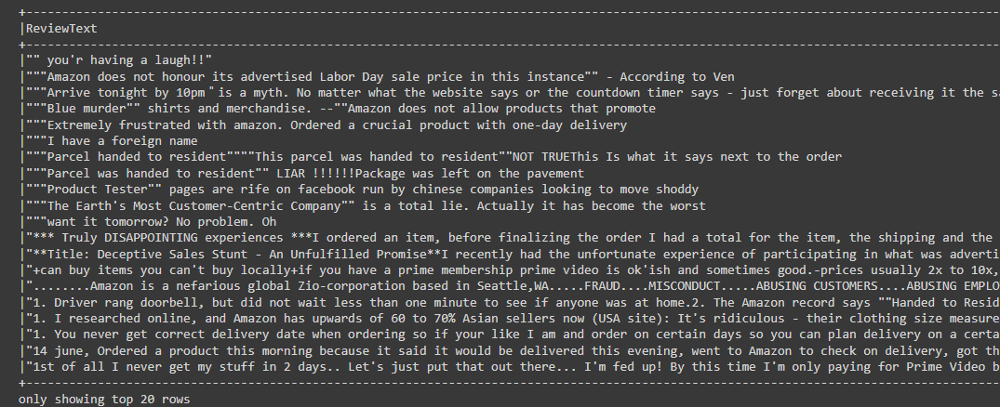 +----------------------------------------------------------------------------------------------------------------------------------
|ReviewText
+----------------------------------------------------------------------------------------------------------------------------------
|"" you'r having a laugh!!"
|"""Amazon does not honour its advertised Labor Day sale price in this instance"" - According to Ven
|"""Arrive tonight by 10pm" is a myth. No matter what the website says or the countdown timer says - just forget about receiving it the sa
|"""Blue murder"" shirts and merchandise. --""Amazon does not allow products that promote
|"""Extremely frustrated with amazon. Ordered a crucial product with one-day delivery
|"""I have a foreign name
|"""Parcel handed to resident""""This parcel was handed to resident""NOT TRUEThis Is what it says next to the order
|"""Parcel was handed to resident"" LIAR !!!!!!Package was left on the pavement
|"""Product Tester"" pages are rife on facebook run by chinese companies looking to move shoddy
|"""The Earth's Most Customer-Centric Company"" is a total lie. Actually it has become the worst
|"""want it tomorrow? No problem. Oh
|"*** Truly DISAPPOINTING experiences ***I ordered an item, before finalizing the order I had a total for the item, the shipping and the
|"**Title: Deceptive Sales Stunt - An Unfulfilled Promise**I recently had the unfortunate experience of participating in what was adverti
|"+can buy items you can't buy locally+if you have a prime membership prime video is ok'ish and sometimes good.-prices usually 2x to 10x,
|"........Amazon is a nefarious global Zio-corporation based in Seattle,WA.....FRAUD....MISCONDUCT.....ABUSING CUSTOMERS....ABUSING EMPLO
|"1. Driver rang doorbell, but did not wait less than one minute to see if anyone was at home.2. The Amazon record says ""Handed to Resid
|"1. I researched online, and Amazon has upwards of 60 to 70% Asian sellers now (USA site): It's ridiculous - their clothing size measure
|"1. You never get correct delivery date when ordering so if your like I am and order on certain days so you can plan delivery on a certa
|"14 june, Ordered a product this morning because it said it would be delivered this evening, went to Amazon to check on delivery, got th
|"1st of all I never get my stuff in 2 days.. Let's just put that out there... I'm fed up! By this time I'm only paying for Prime Video b
+----------------------------------------------------------------------------------------------------------------------------------
only showing top 20 rows